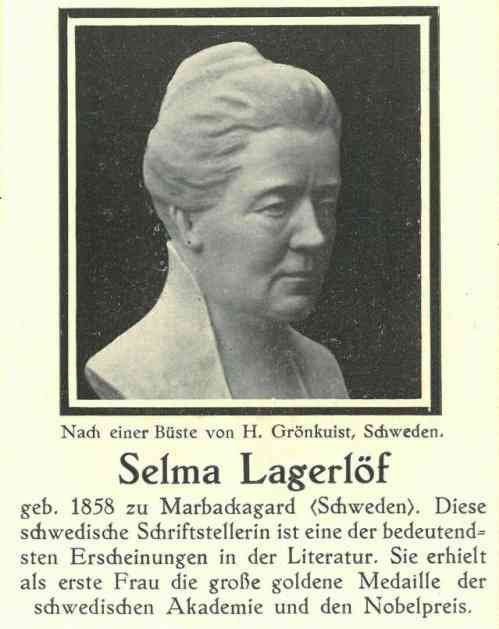 Nach einer Büste von H. Grönkuist, Schweden.
Selma Lagerlöf
geb. 1858 zu Marbackagard (Schweden). Diese
schwedische Schriftstellerin ist eine der bedeutend=
sten Erscheinungen in der Literatur. Sie erhielt
als erste Frau die große goldene Medaille der
schwedischen Akademie und den Nobelpreis.